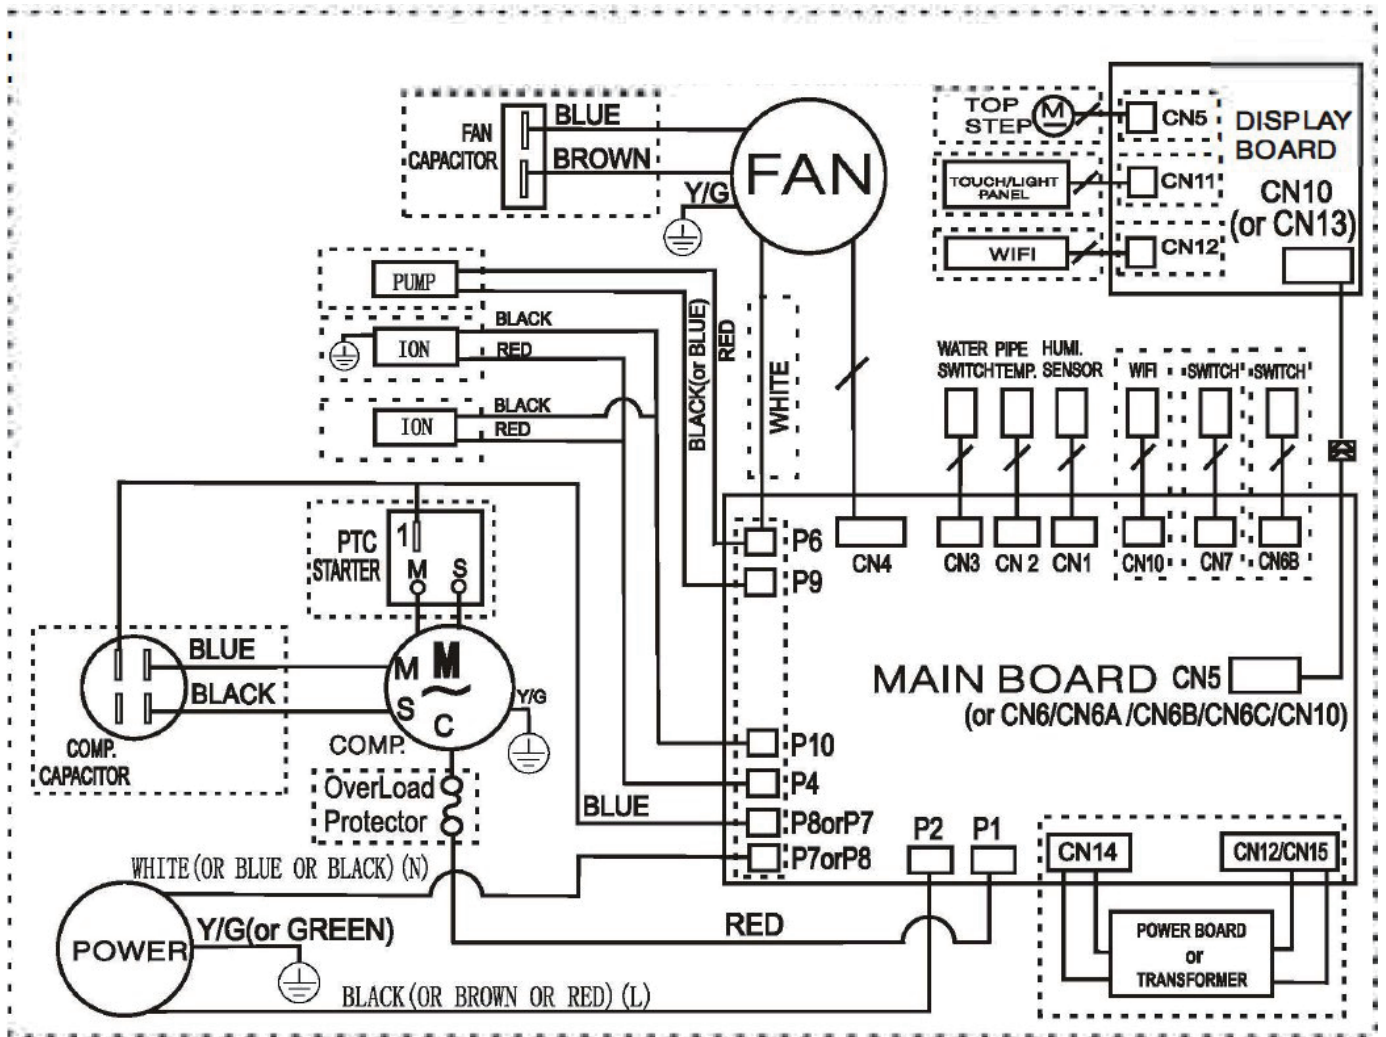 FAN
CAPACITOR
BLUE
BROWN
Y/G
FAN
TOP
STEP
M
CN5
DISPLAY
BOARD
TOUCH/LIGHT
PANEL
CN11
CN10
(or CN13)
WIFI
CN12
PUMP
BLACK(or BLUE)
RED
WHITE
ION
BLACK
RED
ION
BLACK
RED
WATER
SWITCH
PIPE
TEMP.
HUMI.
SENSOR
WIFI
SWITCH
SWITCH
PTC
STARTER
1
M
S
P6
CN4
CN3
CN 2
CN1
CN10
CN7
CN6B
P9
BLUE
BLACK
COMP.
CAPACITOR
M
M
S
C
Y/G
COMP.
MAIN BOARD
CN5
(or CN6/CN6A /CN6B/CN6C/CN10)
P10
P4
OverLoad
Protector
BLUE
P8orP7
P7orP8
P2
P1
CN14
CN12/CN15
WHITE(OR BLUE OR BLACK)(N)
POWER
Y/G(or GREEN)
RED
POWER BOARD
or
TRANSFORMER
BLACK(OR BROWN OR RED)(L)